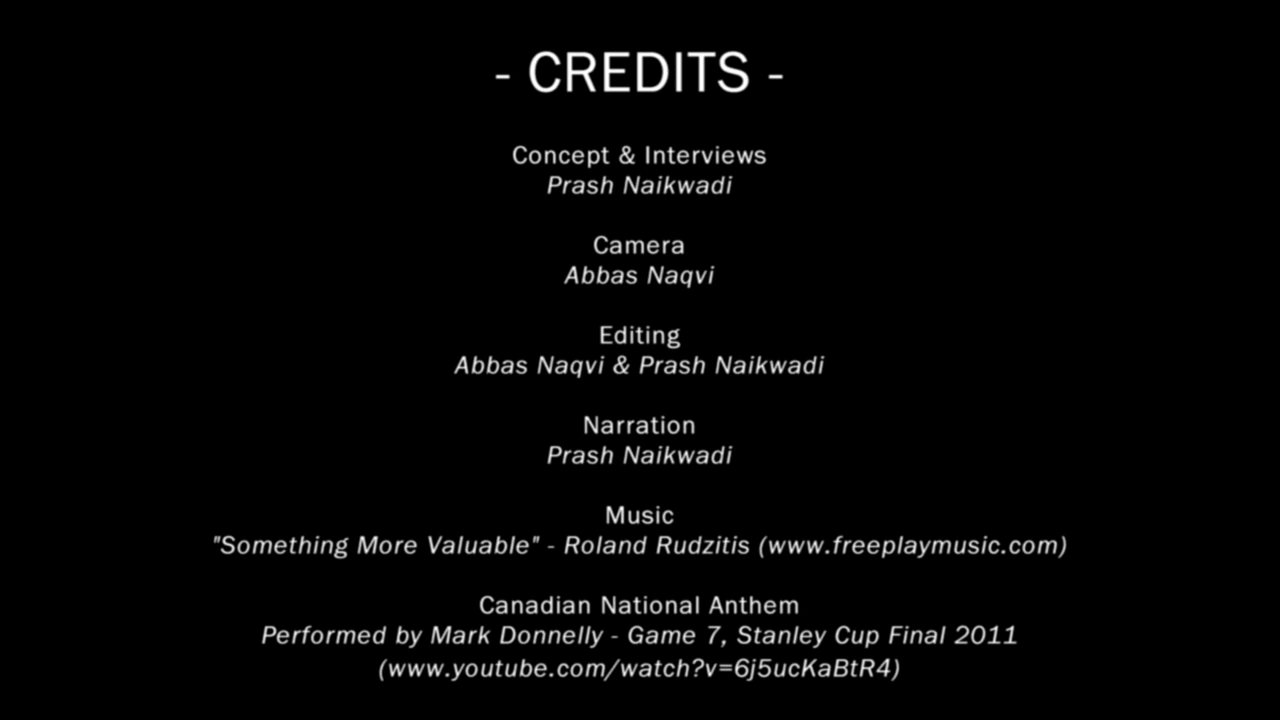 - CREDITS -
Concept & Interviews
Prash Naikwadi
Camera
Abbas Naqvi
Editing
Abbas Naqvi & Prash Naikwadi
Narration
Prash Naikwadi
Music
"Something More Valuable" - Roland Rudzitis (www.freeplaymusic.com)
Canadian National Anthem
Performed by Mark Donnelly - Game 7, Stanley Cup Final 2011
(www.youtube.com/watch?v=6j5ucKaBtR4)